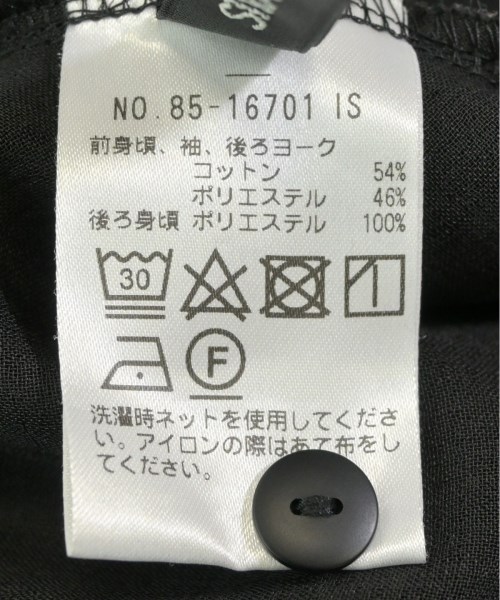 NO.85-16701 IS
前身頃、袖、後ろヨーク
コットン 54%
ポリエステル 46%
後ろ身頃 ポリエステル 100%
30
F
洗濯時ネットを使用してくださ
い。アイロンの際はあて布をし
てください。